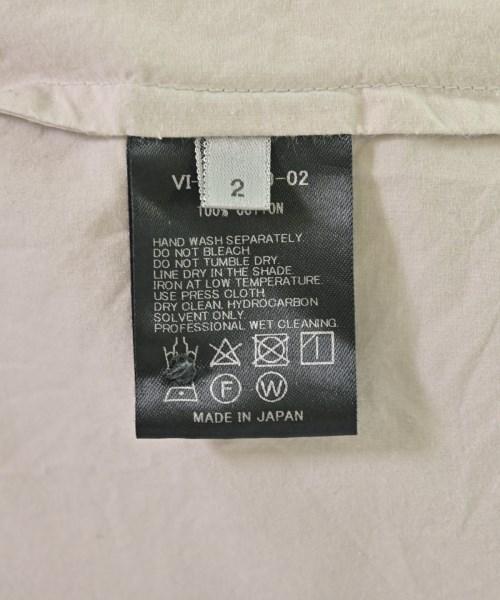 2
-02
100% COTTON
HAND WASH SEPARATELY.
DO NOT BLEACH.
DO NOT TUMBLE DRY.
LINE DRY IN THE SHADE.
IRON AT LOW TEMPERATURE.
USE PRESS CLOTH.
DRY CLEAN, HYDROCARBON
SOLVENT ONLY.
PROFESSIONAL WET CLEANING.
F W
MADE IN JAPAN